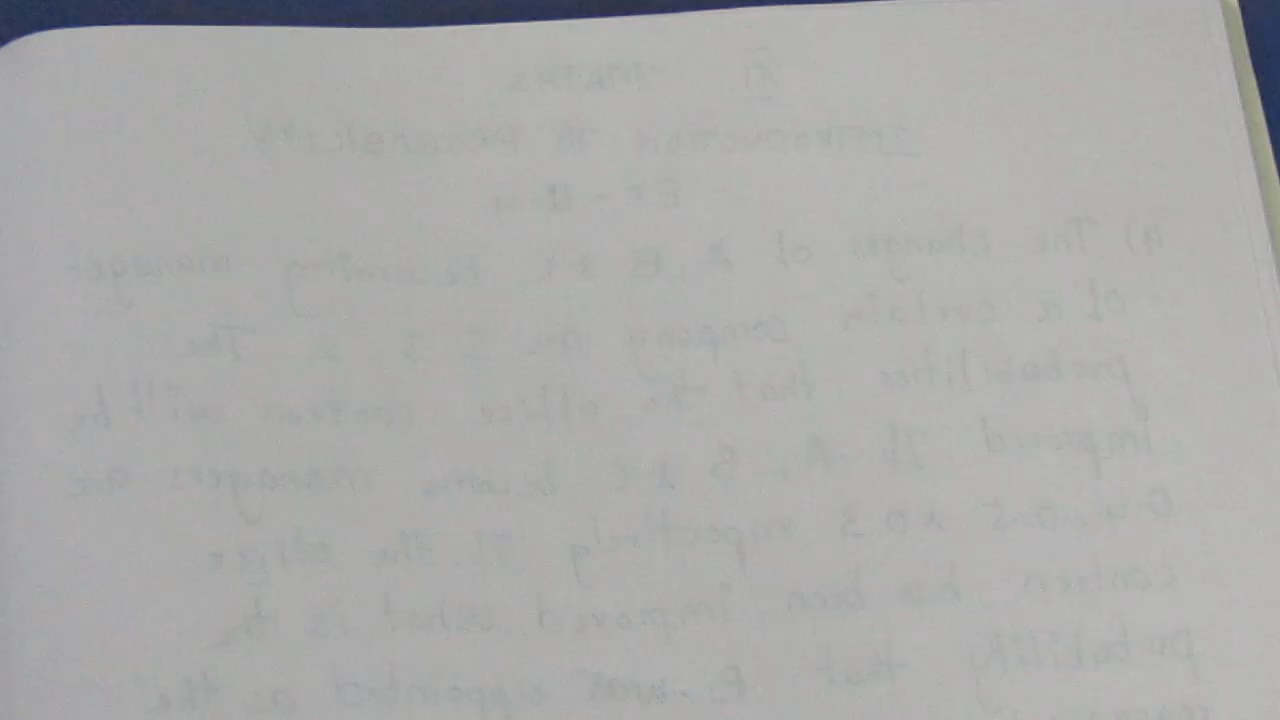 XI MATHS
INTRODUCTION TO PROBABILITY
EX -
4) The chances of A, B & C becoming manager
of a certain company are 5 3 2 The
probabilities that the office canteen will be
improved If A, B & C become managers are
0.4, 0.5 & 0.3 respectively If the office
canteen has been improved what is the
probability that B was appointed as the